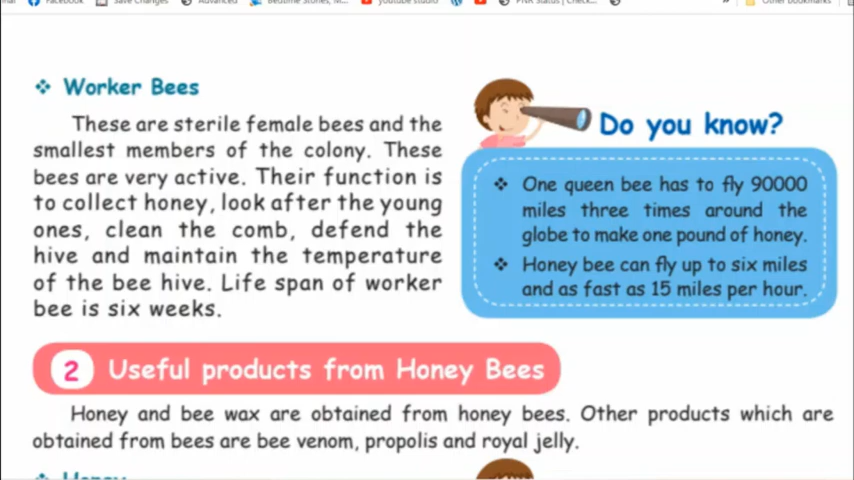 Facebook
Save Changes
Advanced
Bedtime Stories, M...
youtube studio
PNR Status | Check...
Other bookmarks
❖ Worker Bees
These are sterile female bees and the
smallest members of the colony. These
bees are very active. Their function is
to collect honey, look after the young
ones, clean the comb, defend the
hive and maintain the temperature
of the bee hive. Life span of worker
bee is six weeks.
Do you know?
❖ One queen bee has to fly 90000
miles three times around the
globe to make one pound of honey.
❖ Honey bee can fly up to six miles
and as fast as 15 miles per hour.
2 Useful products from Honey Bees
Honey and bee wax are obtained from honey bees. Other products which are
obtained from bees are bee venom, propolis and royal jelly.
❖ Honey